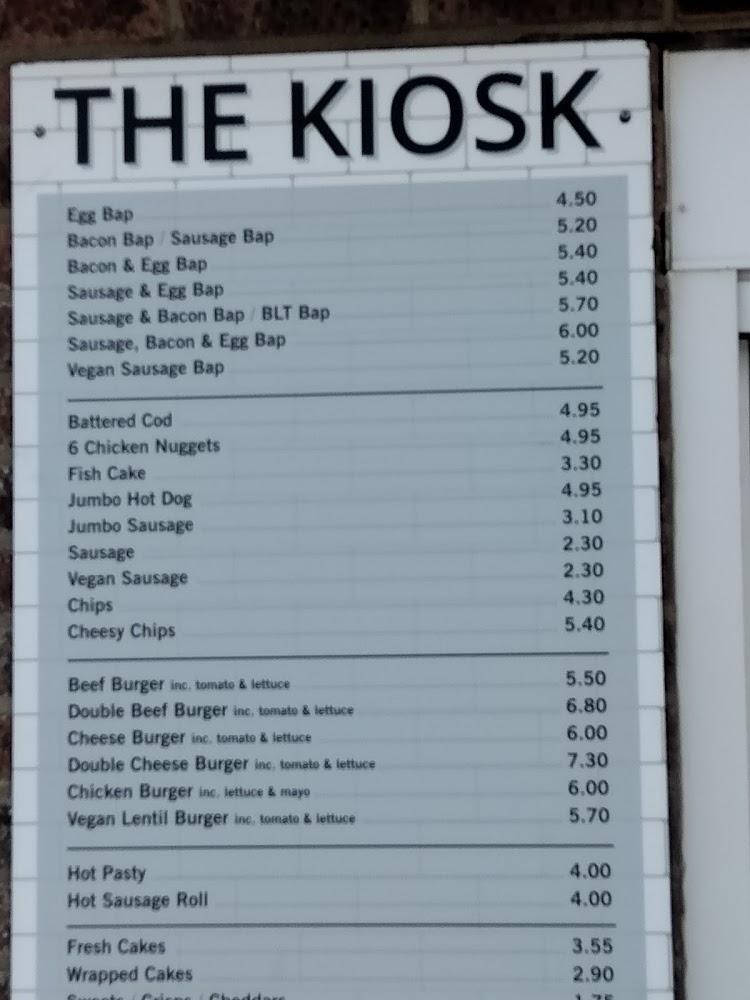 THE KIOSK
Egg Bap 4.50
Bacon Bap / Sausage Bap 5.20
Bacon & Egg Bap 5.40
Sausage & Egg Bap 5.40
Sausage & Bacon Bap / BLT Bap 5.70
Sausage, Bacon & Egg Bap 6.00
Vegan Sausage Bap 5.20
Battered Cod 4.95
6 Chicken Nuggets 4.95
Fish Cake 3.30
Jumbo Hot Dog 4.95
Jumbo Sausage 3.10
Sausage 2.30
Vegan Sausage 2.30
Chips 4.30
Cheesy Chips 5.40
Beef Burger inc. tomato & lettuce 5.50
Double Beef Burger inc. tomato & lettuce 6.80
Cheese Burger inc. tomato & lettuce 6.00
Double Cheese Burger inc. tomato & lettuce 7.30
Chicken Burger inc. lettuce & mayo 6.00
Vegan Lentil Burger inc. tomato & lettuce 5.70
Hot Pasty 4.00
Hot Sausage Roll 4.00
Fresh Cakes 3.55
Wrapped Cakes 2.90
Sweets / Crisps / Cheddars 1.75